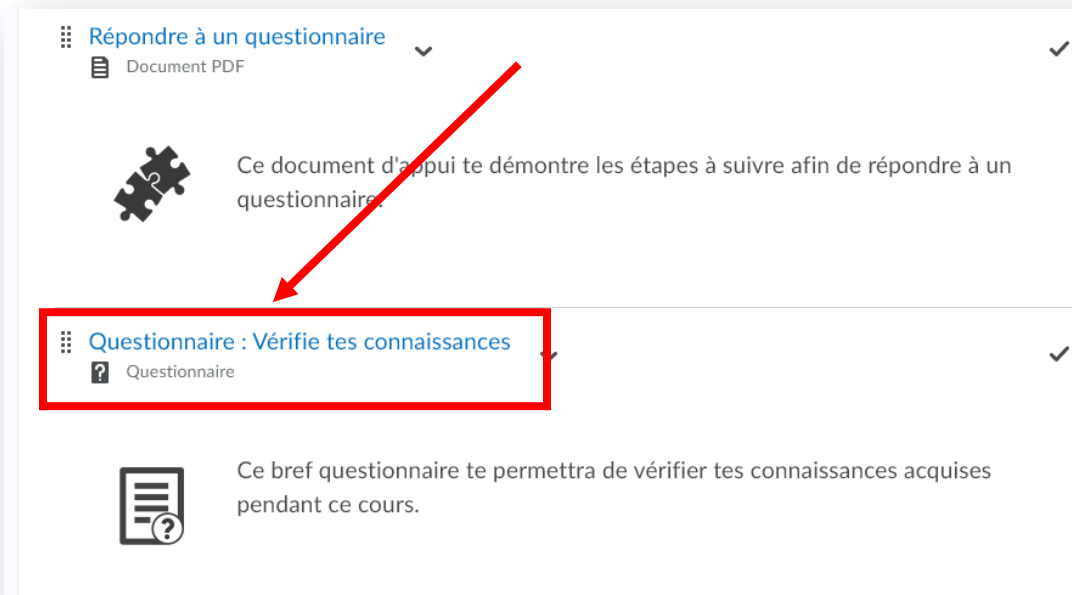 Répondre à un questionnaire
Document PDF
Ce document d'appui te démontre les étapes à suivre afin de répondre à un
questionnaire.
Questionnaire : Vérifie tes connaissances
Questionnaire
Ce bref questionnaire te permettra de vérifier tes connaissances acquises
pendant ce cours.